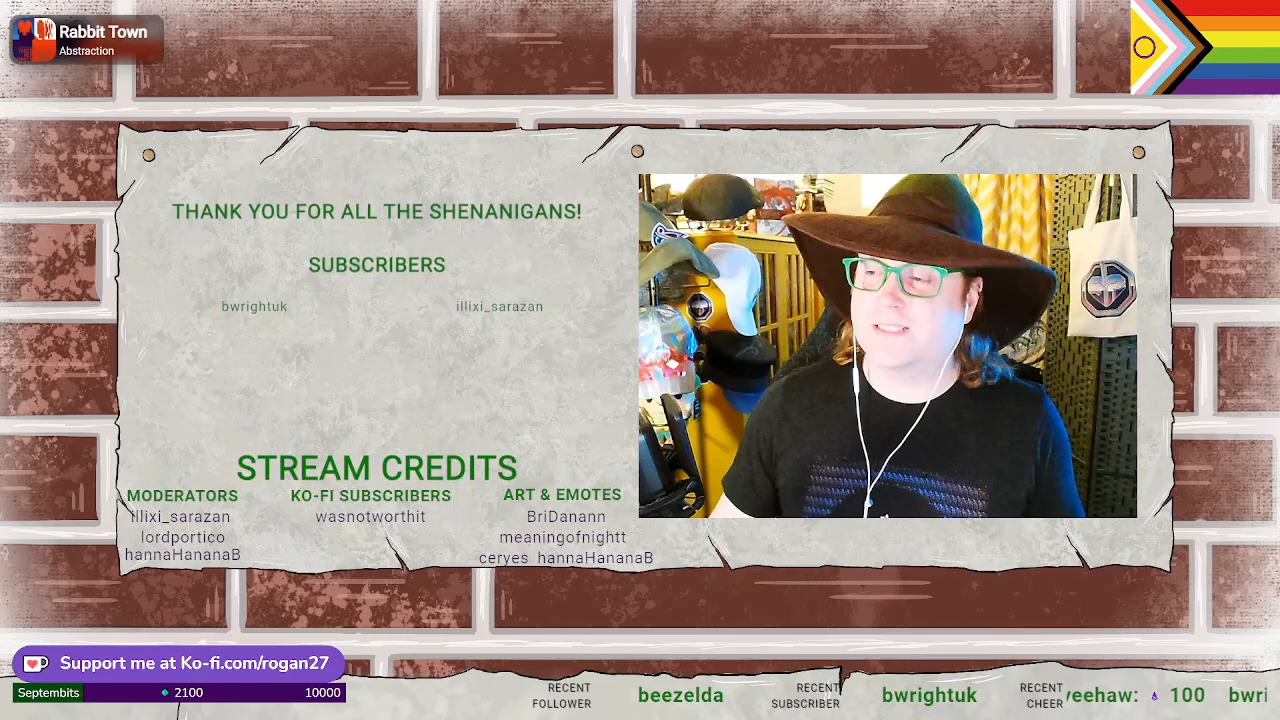 Rabbit Town
Abstraction
THANK YOU FOR ALL THE SHENANIGANS!
SUBSCRIBERS
bwrightuk illixi_sarazan
STREAM CREDITS
MODERATORS KO-FI SUBSCRIBERS ART & EMOTES
illixi_sarazan wasnotworthit BriDanann
lordportico meaningofnightt
hannaHananaB ceryes hannaHananaB
Support me at Ko-fi.com/rogan27
Septembits 2100 10000
RECENT FOLLOWER beezelda
RECENT SUBSCRIBER bwrightuk
RECENT CHEER yeehaw: 100 bwri